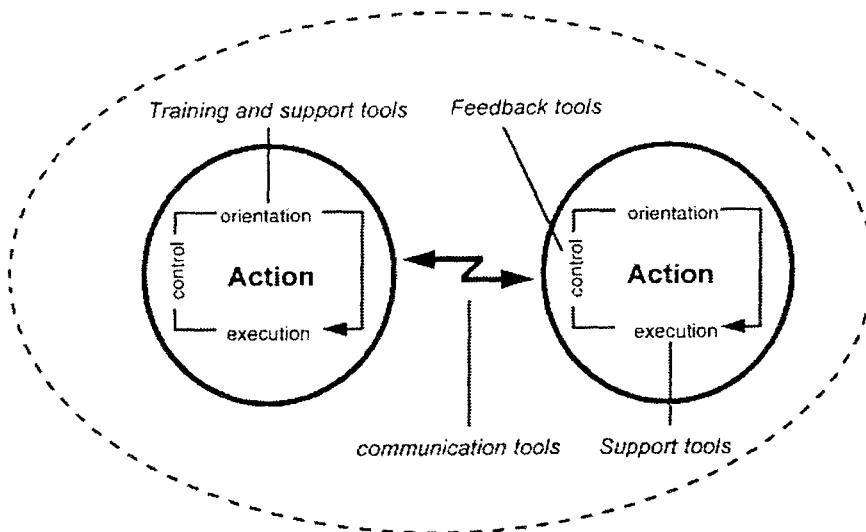 Training and support tools
Feedback tools
orientation
control
Action
execution
orientation
control
Action
execution
communication tools
Support tools